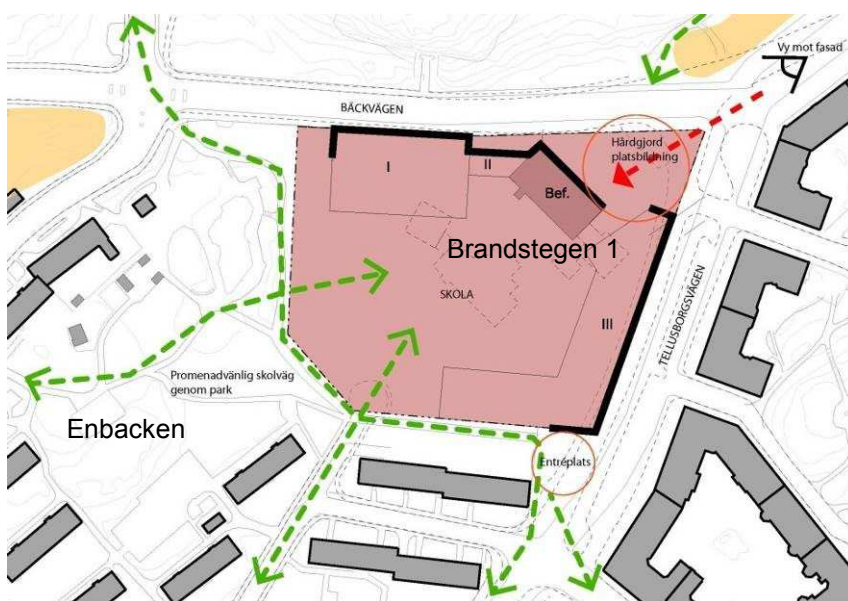 Vy mot fasad
BÄCKVÄGEN
Hårdgjord
platsbildning
I
II
Bef.
Brandstegen 1
SKOLA
III
TELLUSBORGSVÄGEN
Promenadvänlig skolväg
genom park
Enbacken
Entréplats